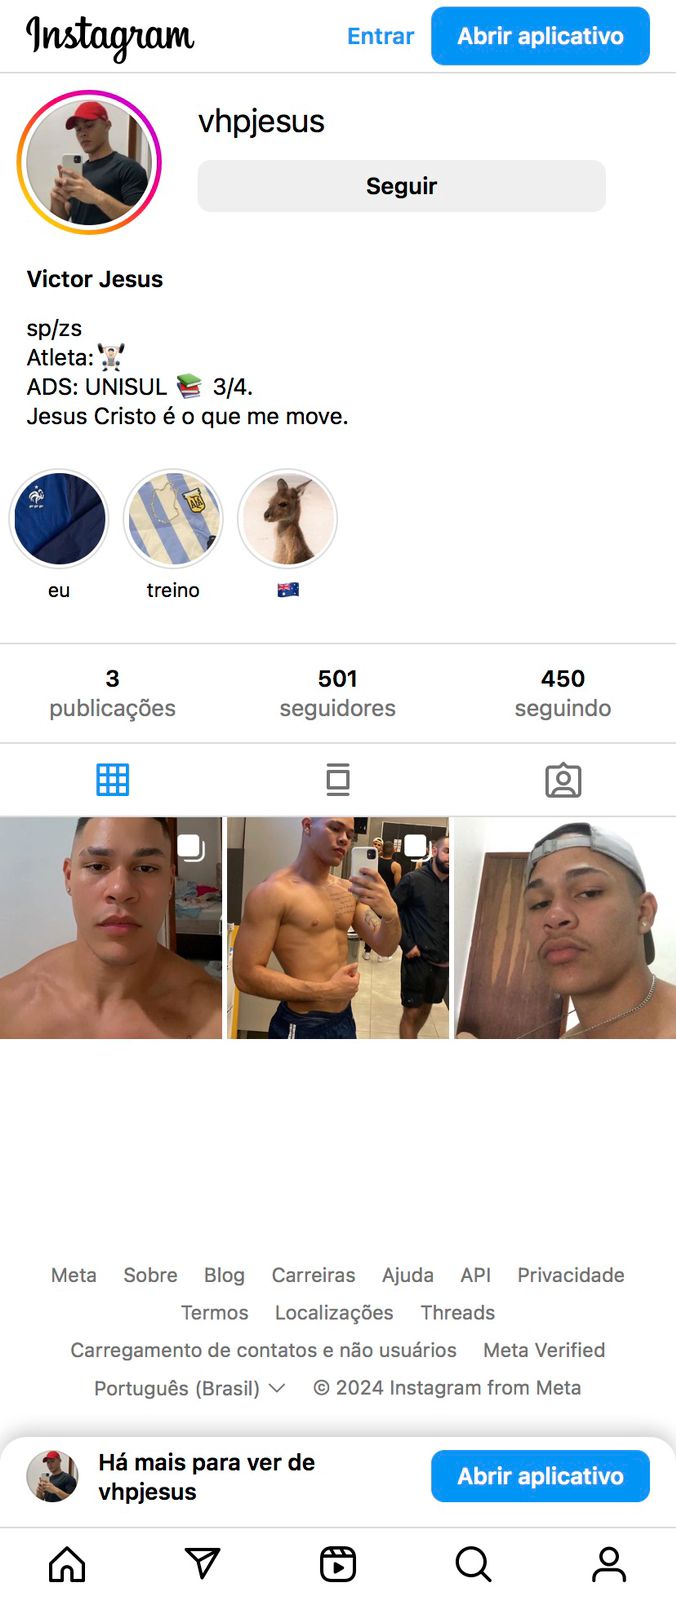 Instagram
Entrar
Abrir aplicativo
vhpjesus
Seguir
Victor Jesus
sp/zs
Atleta:🏋🏻
ADS: UNISUL 📚 3/4.
Jesus Cristo é o que me move.
eu
treino
🇦🇺
3
publicações
501
seguidores
450
seguindo
Meta Sobre Blog Carreiras Ajuda API Privacidade
Termos Localizações Threads
Carregamento de contatos e não usuários Meta Verified
Português (Brasil) © 2024 Instagram from Meta
Há mais para ver de
vhpjesus
Abrir aplicativo